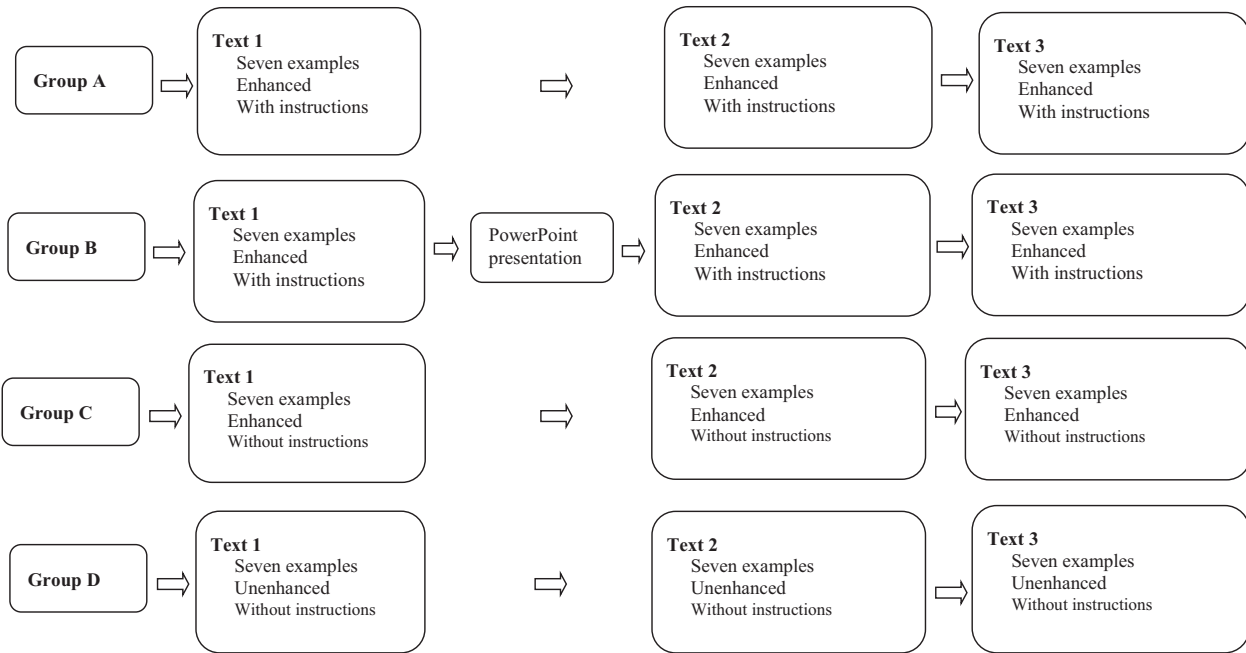 Group A
Text 1
Seven examples
Enhanced
With instructions
Text 2
Seven examples
Enhanced
With instructions
Text 3
Seven examples
Enhanced
With instructions
Group B
Text 1
Seven examples
Enhanced
With instructions
PowerPoint
presentation
Text 2
Seven examples
Enhanced
With instructions
Text 3
Seven examples
Enhanced
With instructions
Group C
Text 1
Seven examples
Enhanced
Without instructions
Text 2
Seven examples
Enhanced
Without instructions
Text 3
Seven examples
Enhanced
Without instructions
Group D
Text 1
Seven examples
Unenhanced
Without instructions
Text 2
Seven examples
Unenhanced
Without instructions
Text 3
Seven examples
Unenhanced
Without instructions